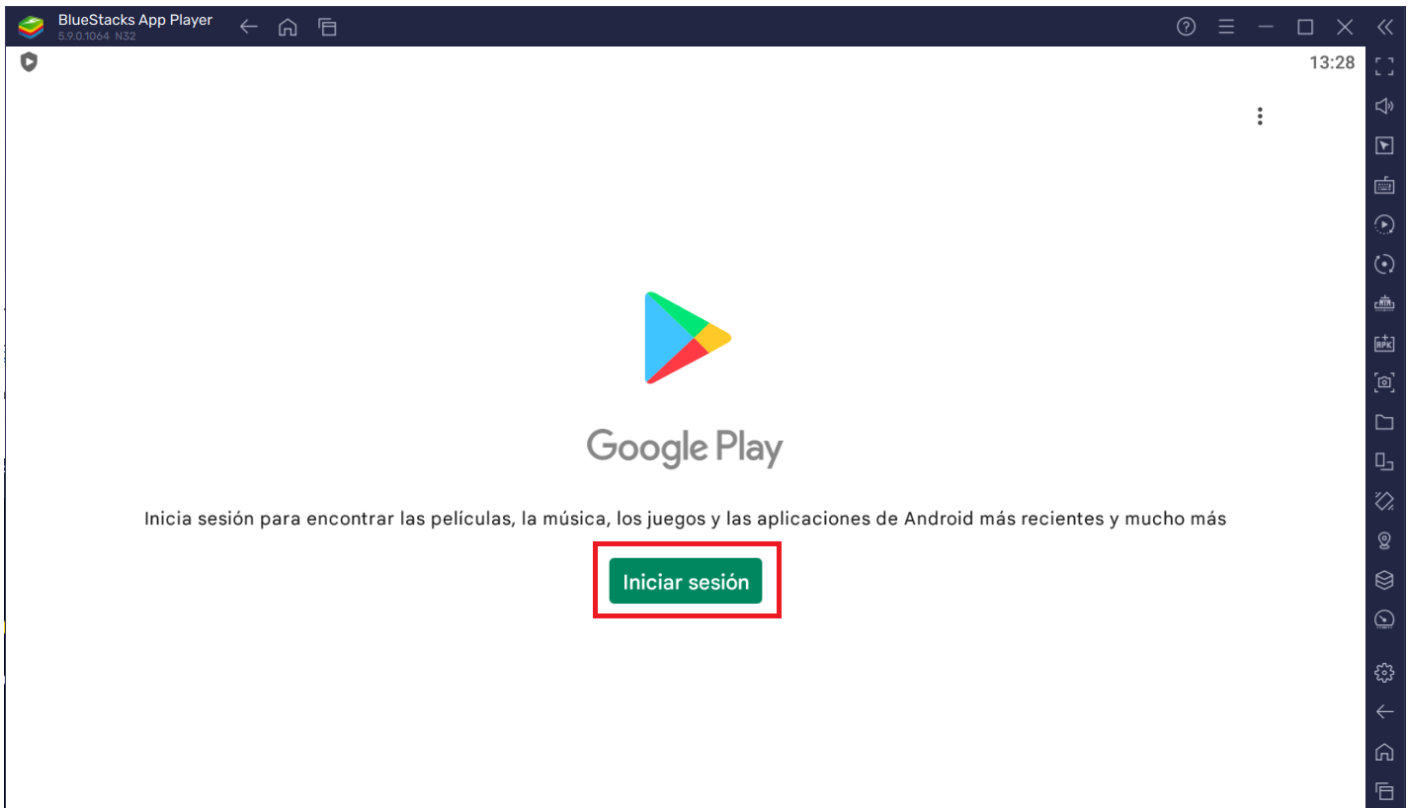 BlueStacks App Player
5.9.0.1064 N32
13:28
Google Play
Inicia sesión para encontrar las películas, la música, los juegos y las aplicaciones de Android más recientes y mucho más
Iniciar sesión
APK